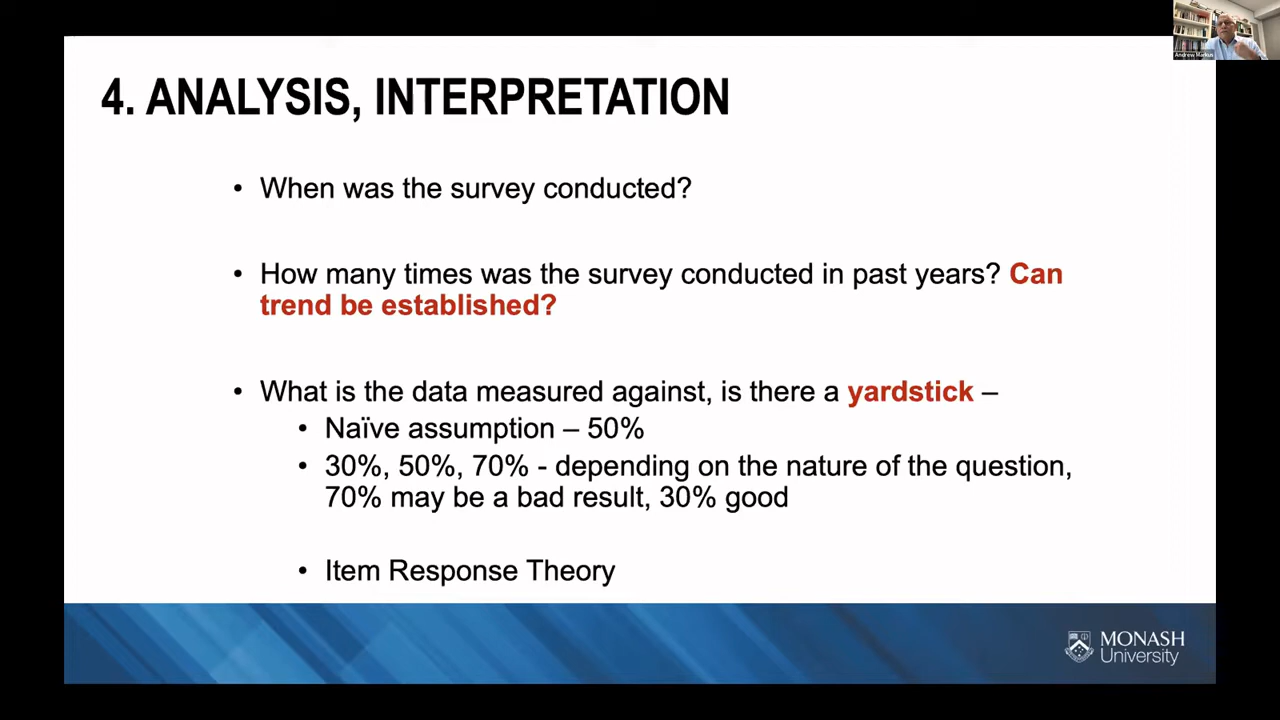 Andrew Markus
4. ANALYSIS, INTERPRETATION
• When was the survey conducted?
• How many times was the survey conducted in past years? Can
trend be established?
• What is the data measured against, is there a yardstick –
• Naïve assumption – 50%
• 30%, 50%, 70% - depending on the nature of the question,
70% may be a bad result, 30% good
• Item Response Theory
MONASH
University